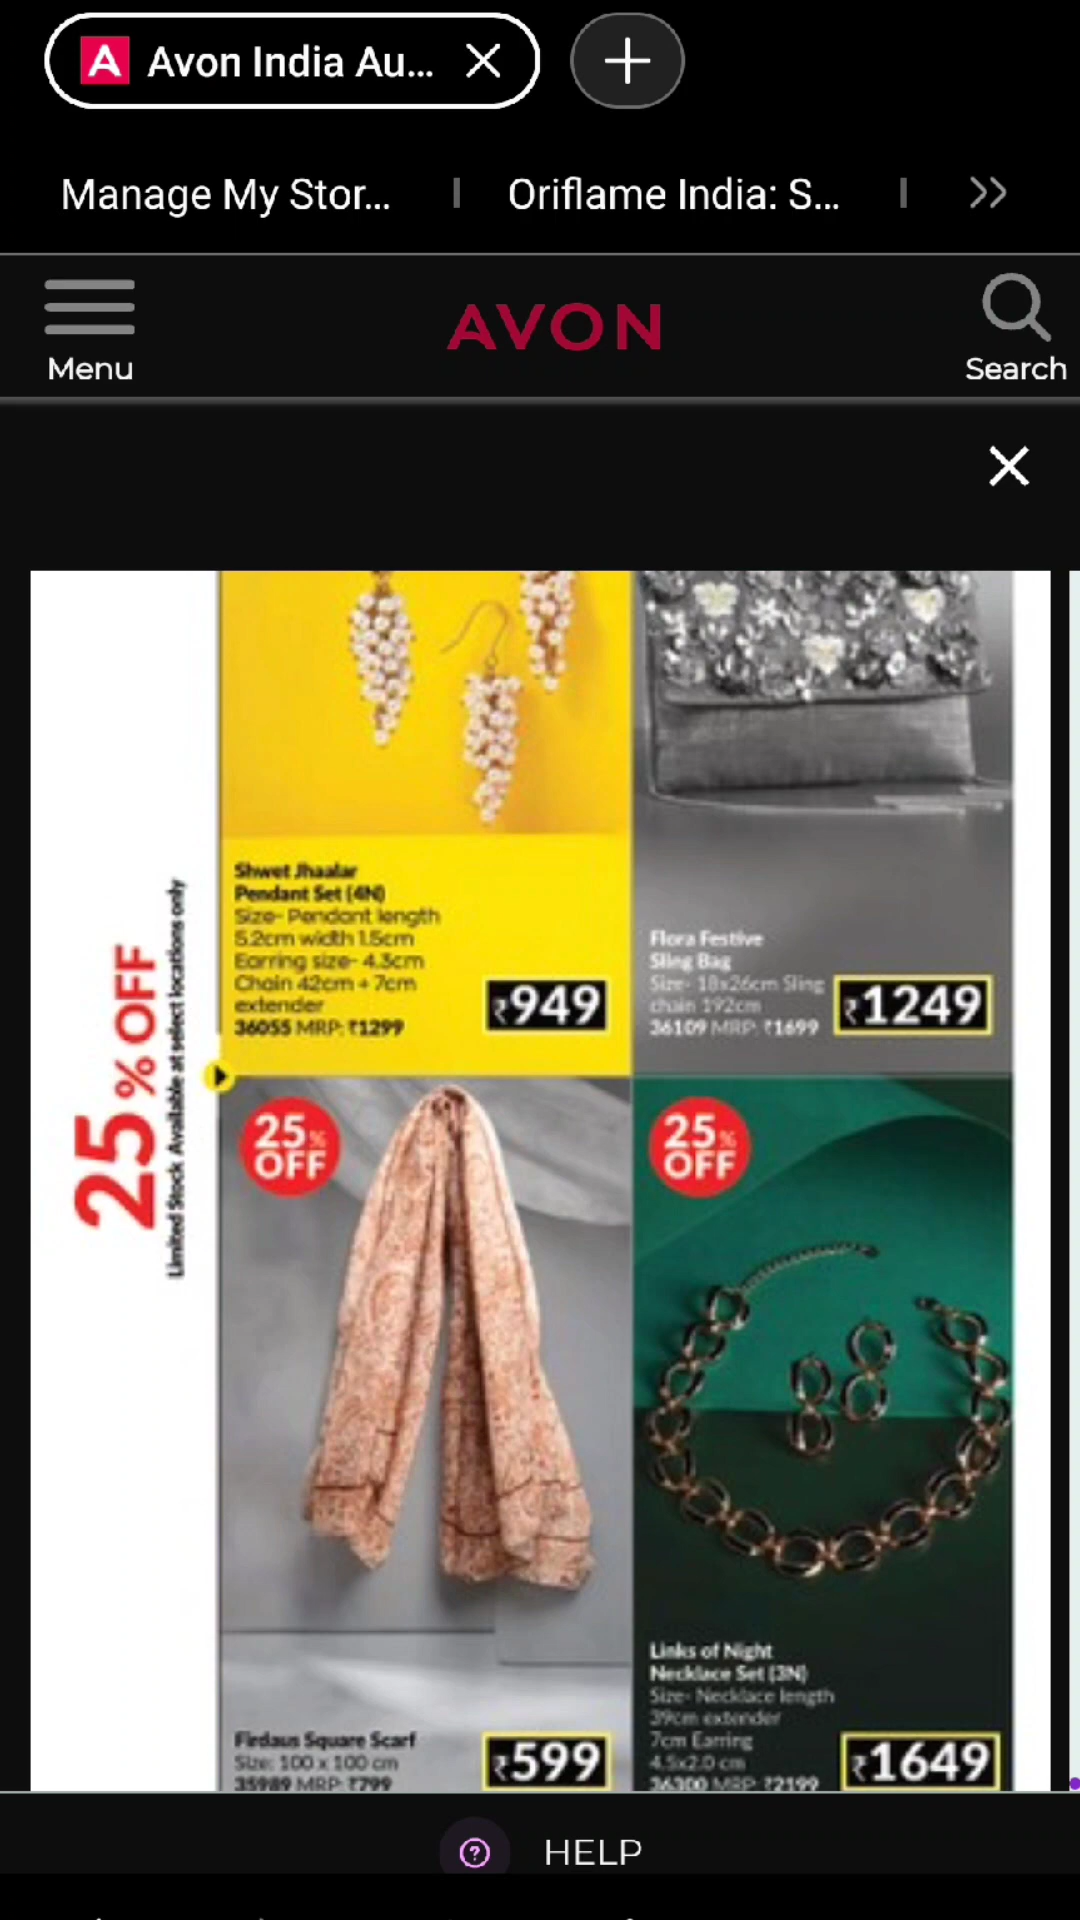 Avon India Au...
Manage My Stor...
Oriflame India: S...
Menu
AVON
Search
25% OFF
Limited Stock Available at select locations only
Shwet Jhaalar
Pendant Set (4N)
Size- Pendant length
5.2cm width 1.5cm
Earring size- 4.3cm
Chain 42cm + 7cm
extender
36055 MRP: ₹1299
₹949
Flora Festive
Sling Bag
Size- 18x26cm Sling
chain 192cm
36109 MRP: ₹1699
₹1249
25%
OFF
Firdaus Square Scarf
Size: 100 x 100 cm
35989 MRP: ₹799
₹599
25%
OFF
Links of Night
Necklace Set (3N)
Size- Necklace length
39cm extender
7cm Earring
4.5x2.0 cm
36300 MRP: ₹2199
₹1649
HELP